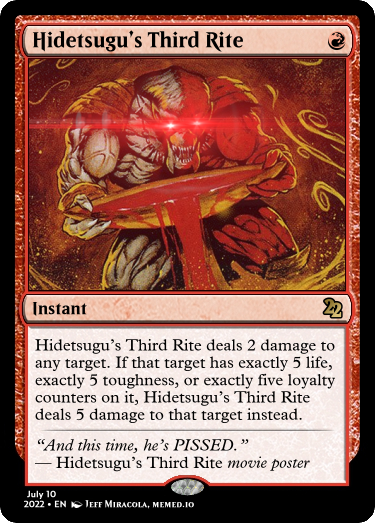 Hidetsugu's Third Rite
Instant
22
Hidetsugu's Third Rite deals 2 damage to
any target. If that target has exactly 5 life,
exactly 5 toughness, or exactly five loyalty
counters on it, Hidetsugu's Third Rite
deals 5 damage to that target instead.
“And this time, he's PISSED.”
— Hidetsugu's Third Rite movie poster
July 10
2022 • EN Jeff Miracola, memed.io